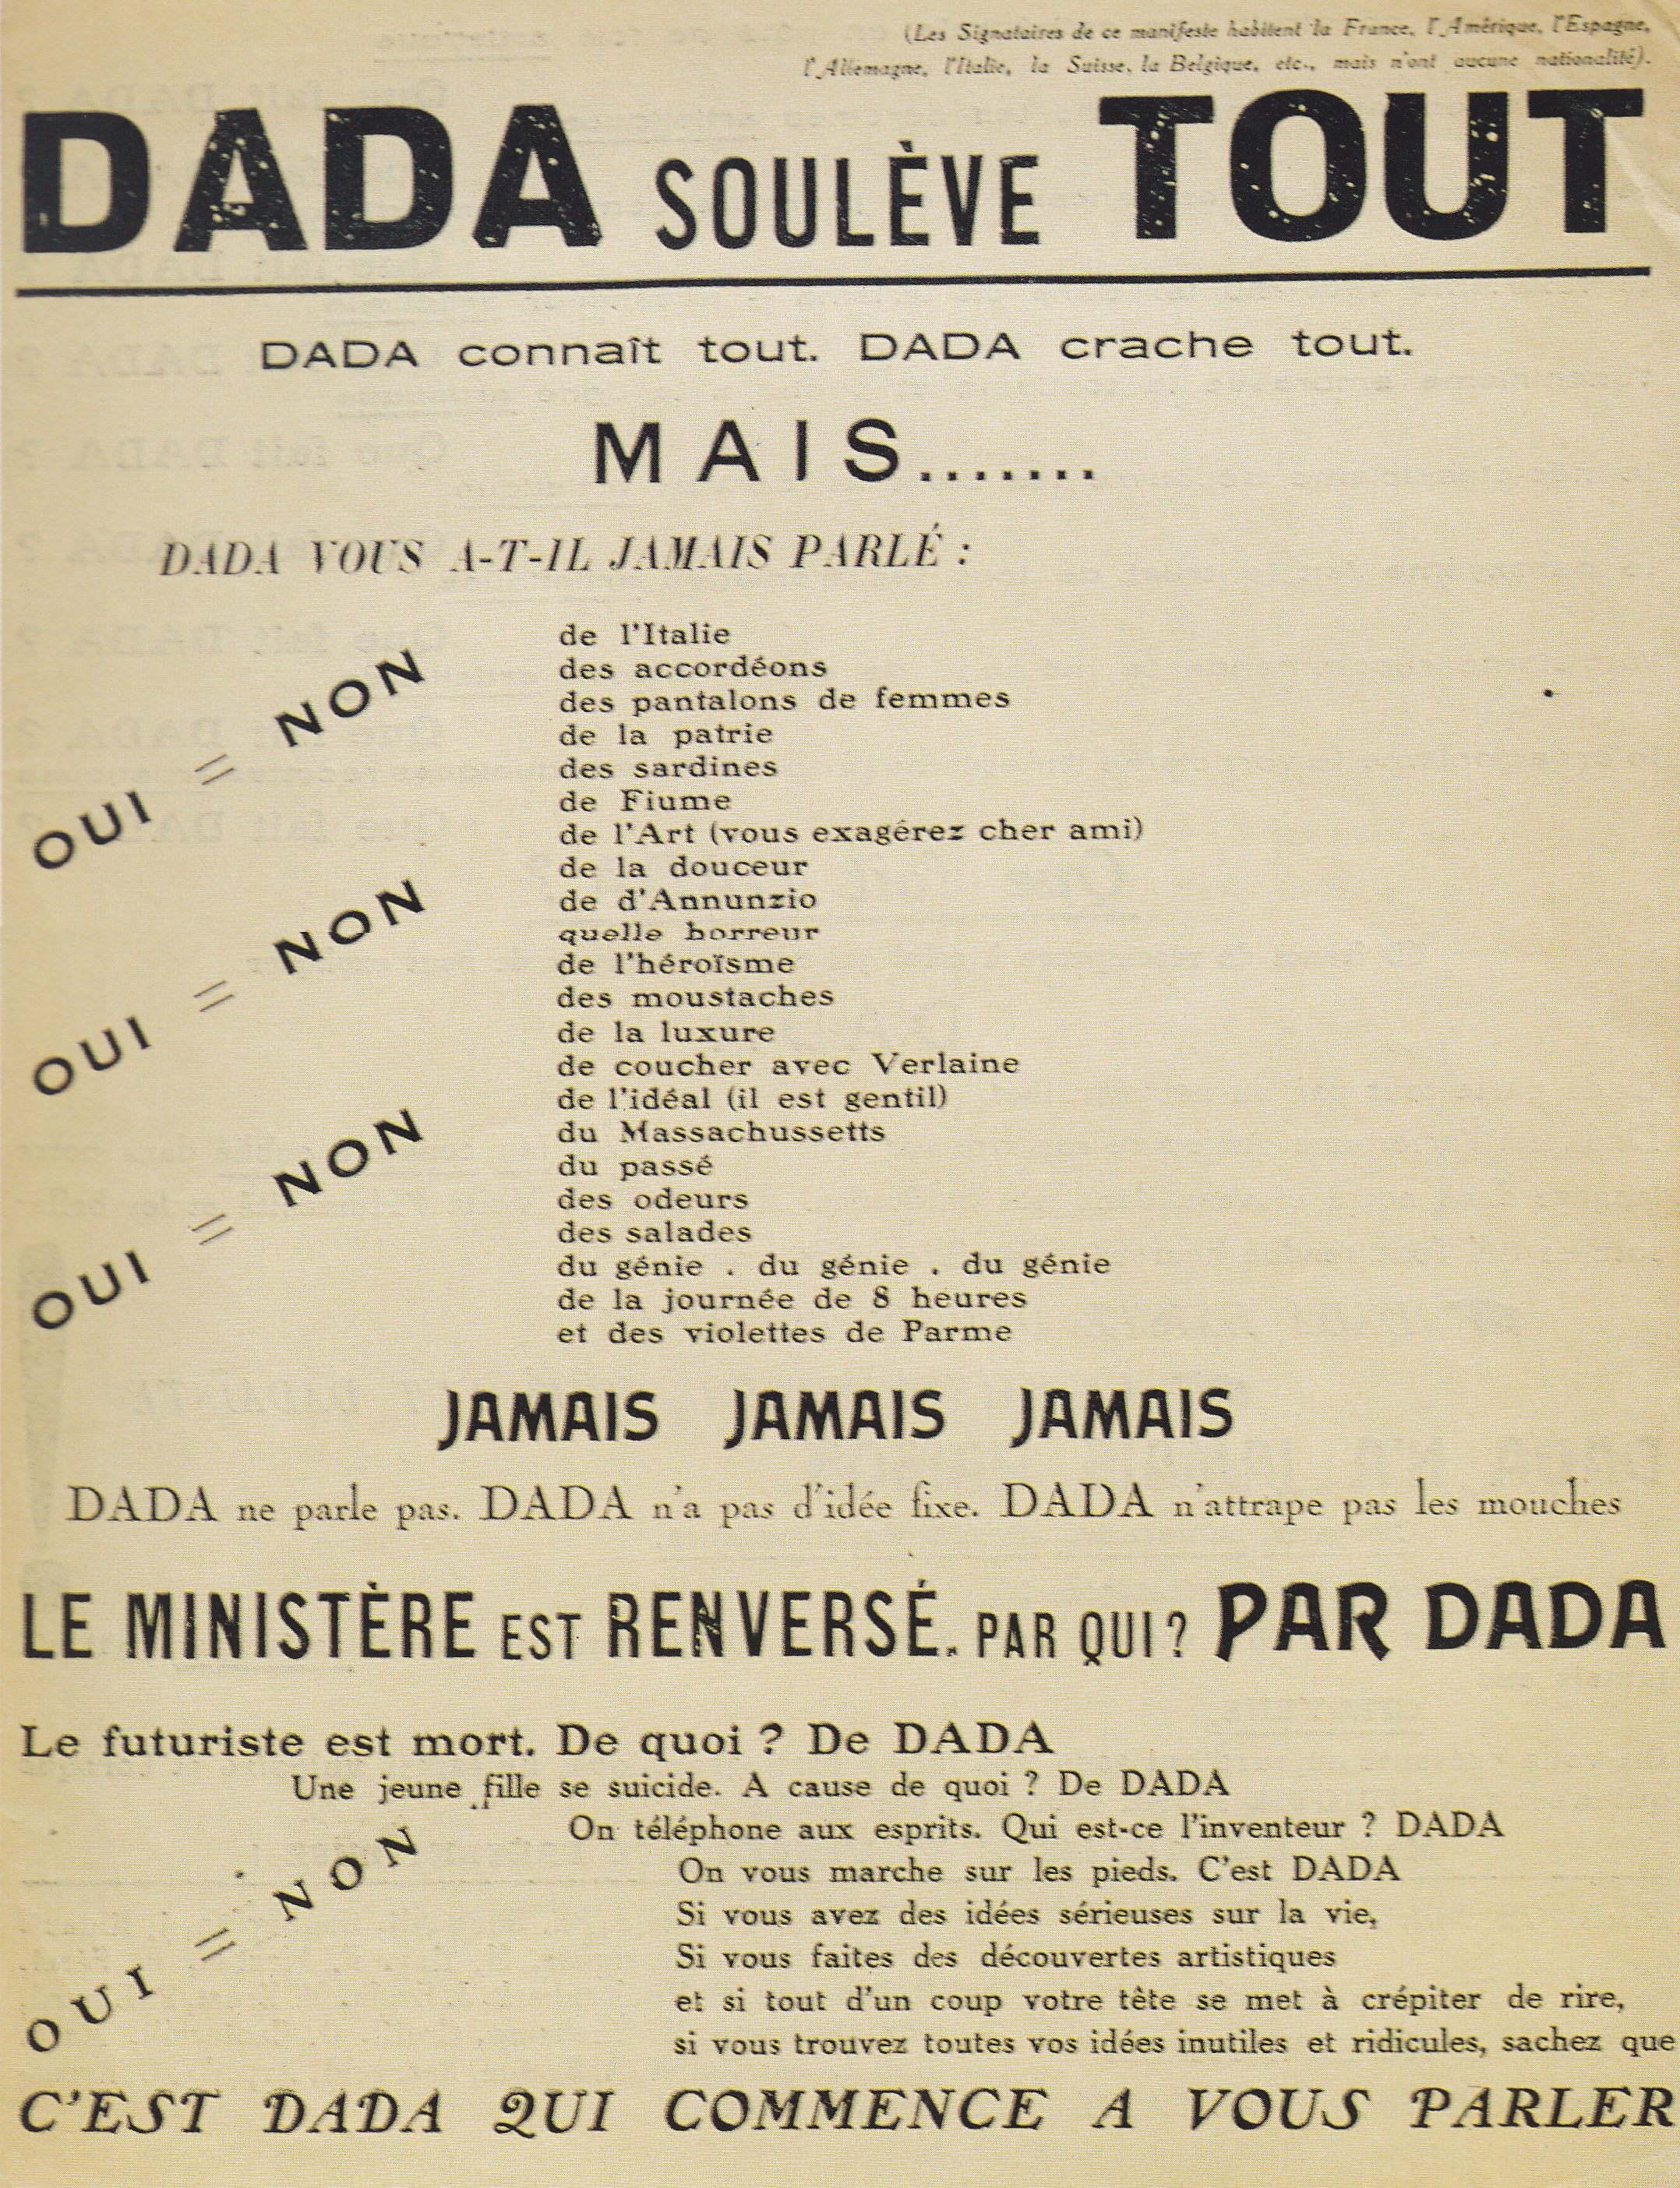 (Les Signataires de ce manifeste habitent la France, l'Amérique, l'Espagne,
l'Allemagne, l'Italie, la Suisse, la Belgique, etc., mais n'ont aucune nationalité).
DADA SOULÈVE TOUT
DADA connaît tout. DADA crache tout.
MAIS.......
DADA VOUS A-T-IL JAMAIS PARLÉ :
de l'Italie
des accordéons
des pantalons de femmes
de la patrie
des sardines
de Fiume
de l'Art (vous exagérez cher ami)
de la douceur
de d'Annunzio
quelle horreur
de l'héroïsme
des moustaches
de la luxure
de coucher avec Verlaine
de l'idéal (il est gentil)
du Massachussetts
du passé
des odeurs
des salades
du génie . du génie . du génie
de la journée de 8 heures
et des violettes de Parme
OUI = NON
OUI = NON
OUI = NON
JAMAIS JAMAIS JAMAIS
DADA ne parle pas. DADA n'a pas d'idée fixe. DADA n'attrape pas les mouches
LE MINISTÈRE EST RENVERSÉ. PAR QUI ? PAR DADA
Le futuriste est mort. De quoi ? De DADA
Une jeune fille se suicide. A cause de quoi ? De DADA
On téléphone aux esprits. Qui est-ce l'inventeur ? DADA
On vous marche sur les pieds. C'est DADA
Si vous avez des idées sérieuses sur la vie,
Si vous faites des découvertes artistiques
et si tout d'un coup votre tête se met à crépiter de rire,
si vous trouvez toutes vos idées inutiles et ridicules, sachez que
OUI = NON
C'EST DADA QUI COMMENCE A VOUS PARLER